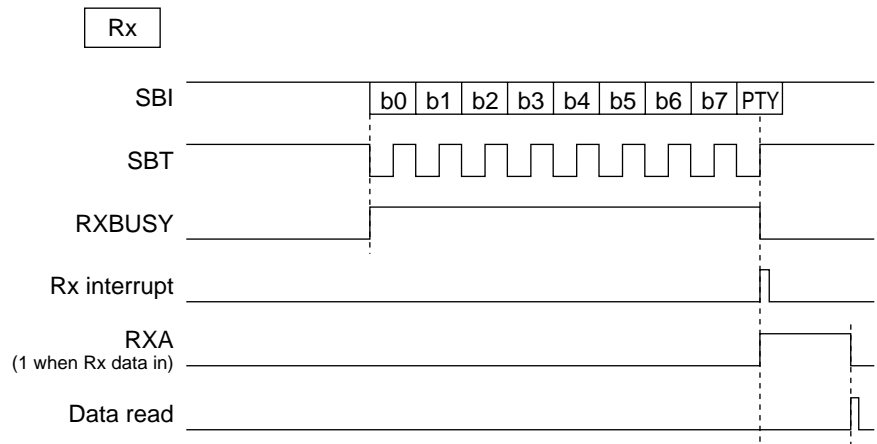 Rx
SBI b0 b1 b2 b3 b4 b5 b6 b7 PTY
SBT
RXBUSY
Rx interrupt
RXA
(1 when Rx data in)
Data read